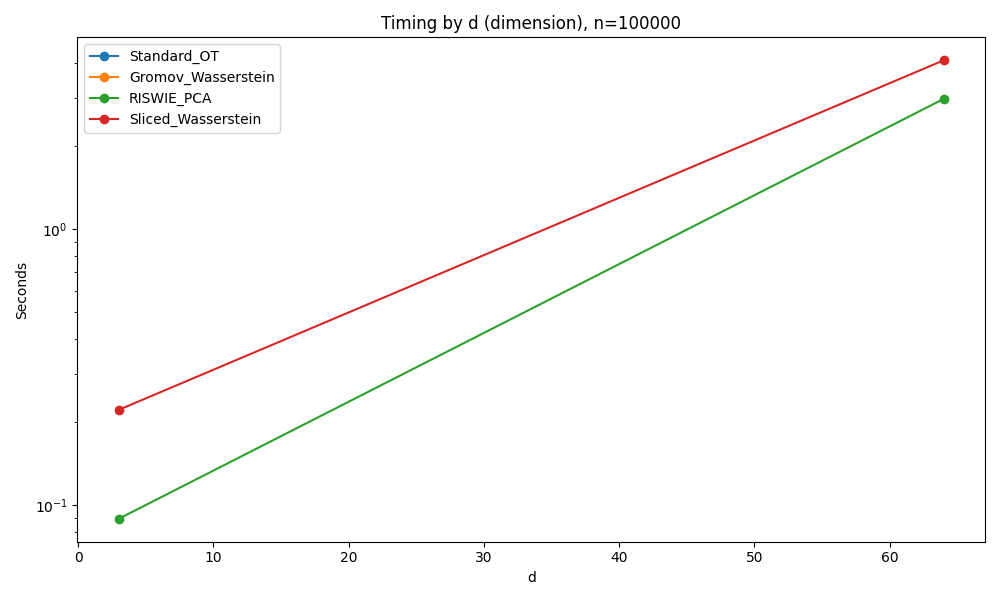 Timing by d (dimension), n=100000
Standard_OT
Gromov_Wasserstein
RISWIE_PCA
Sliced_Wasserstein
Seconds
10⁰
10⁻¹
0 10 20 30 40 50 60
d